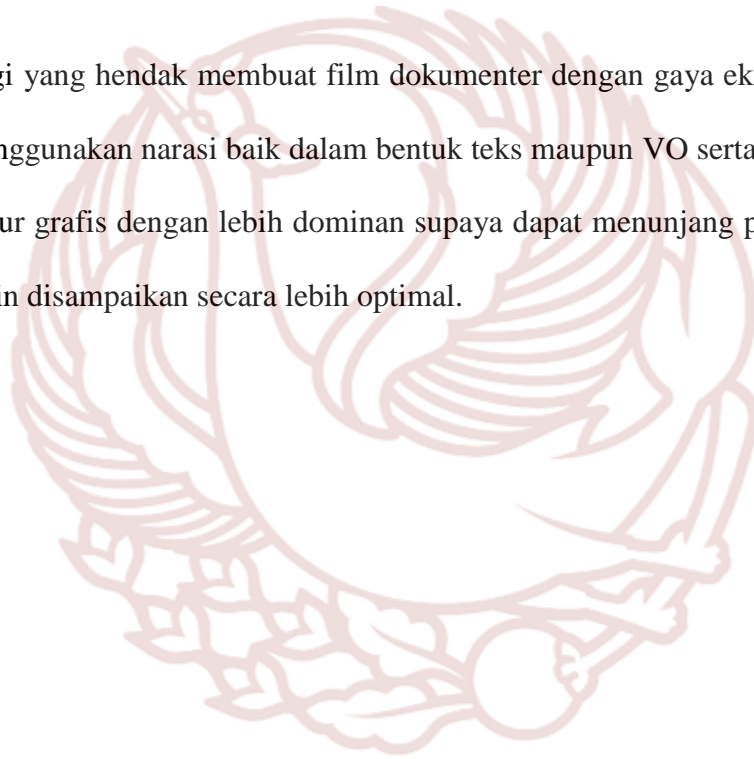 gi yang hendak membuat film dokumenter dengan gaya ek
nggunakan narasi baik dalam bentuk teks maupun VO serta
ur grafis dengan lebih dominan supaya dapat menunjang p
in disampaikan secara lebih optimal.